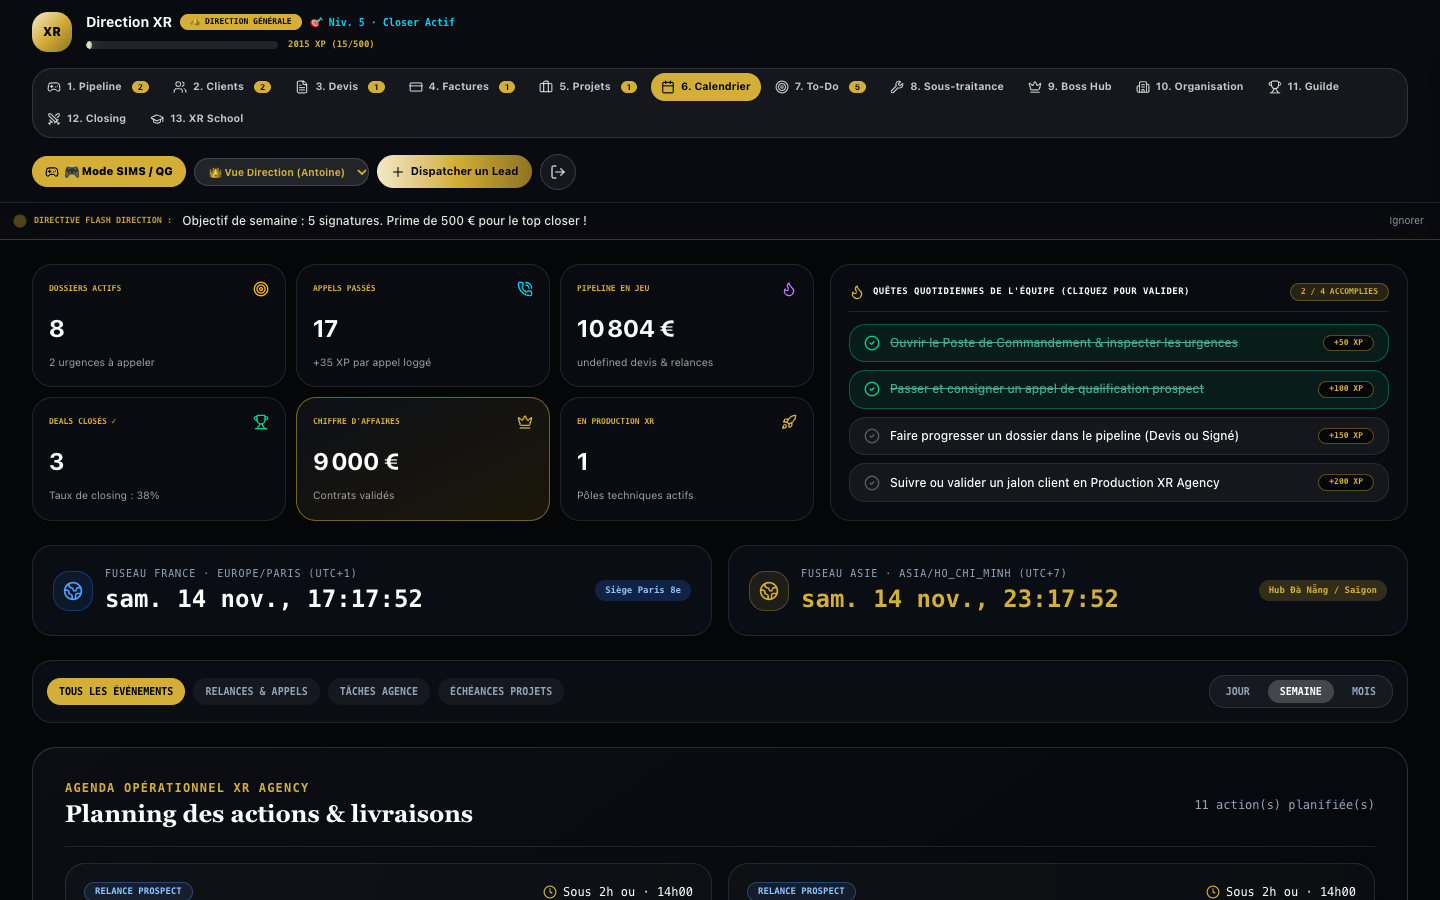 XR
Direction XR
👑 DIRECTION GÉNÉRALE
🎯 Niv. 5 · Closer Actif
2015 XP (15/500)
1. Pipeline 2
2. Clients 2
3. Devis 1
4. Factures 1
5. Projets 1
6. Calendrier
7. To-Do 5
8. Sous-traitance
9. Boss Hub
10. Organisation
11. Guilde
12. Closing
13. XR School
🎮 Mode SIMS / QG
👑 Vue Direction (Antoine)
Dispatcher un Lead
DIRECTIVE FLASH DIRECTION :
Objectif de semaine : 5 signatures. Prime de 500 € pour le top closer !
Ignorer
DOSSIERS ACTIFS
8
2 urgences à appeler
APPELS PASSÉS
17
+35 XP par appel loggé
PIPELINE EN JEU
10 804 €
undefined devis & relances
DEALS CLOSÉS ✓
3
Taux de closing : 38%
CHIFFRE D'AFFAIRES
9 000 €
Contrats validés
EN PRODUCTION XR
1
Pôles techniques actifs
QUÊTES QUOTIDIENNES DE L'ÉQUIPE (CLIQUEZ POUR VALIDER)
2 / 4 ACCOMPLIES
Ouvrir le Poste de Commandement & inspecter les urgences
+50 XP
Passer et consigner un appel de qualification prospect
+100 XP
Faire progresser un dossier dans le pipeline (Devis ou Signé)
+150 XP
Suivre ou valider un jalon client en Production XR Agency
+200 XP
FUSEAU FRANCE · EUROPE/PARIS (UTC+1)
sam. 14 nov., 17:17:52
Siège Paris 8e
FUSEAU ASIE · ASIA/HO_CHI_MINH (UTC+7)
sam. 14 nov., 23:17:52
Hub Đà Nẵng / Saïgon
TOUS LES ÉVÉNEMENTS
RELANCES & APPELS
TÂCHES AGENCE
ÉCHÉANCES PROJETS
JOUR
SEMAINE
MOIS
AGENDA OPÉRATIONNEL XR AGENCY
Planning des actions & livraisons
11 action(s) planifiée(s)
RELANCE PROSPECT
Sous 2h ou · 14h00
RELANCE PROSPECT
Sous 2h ou · 14h00